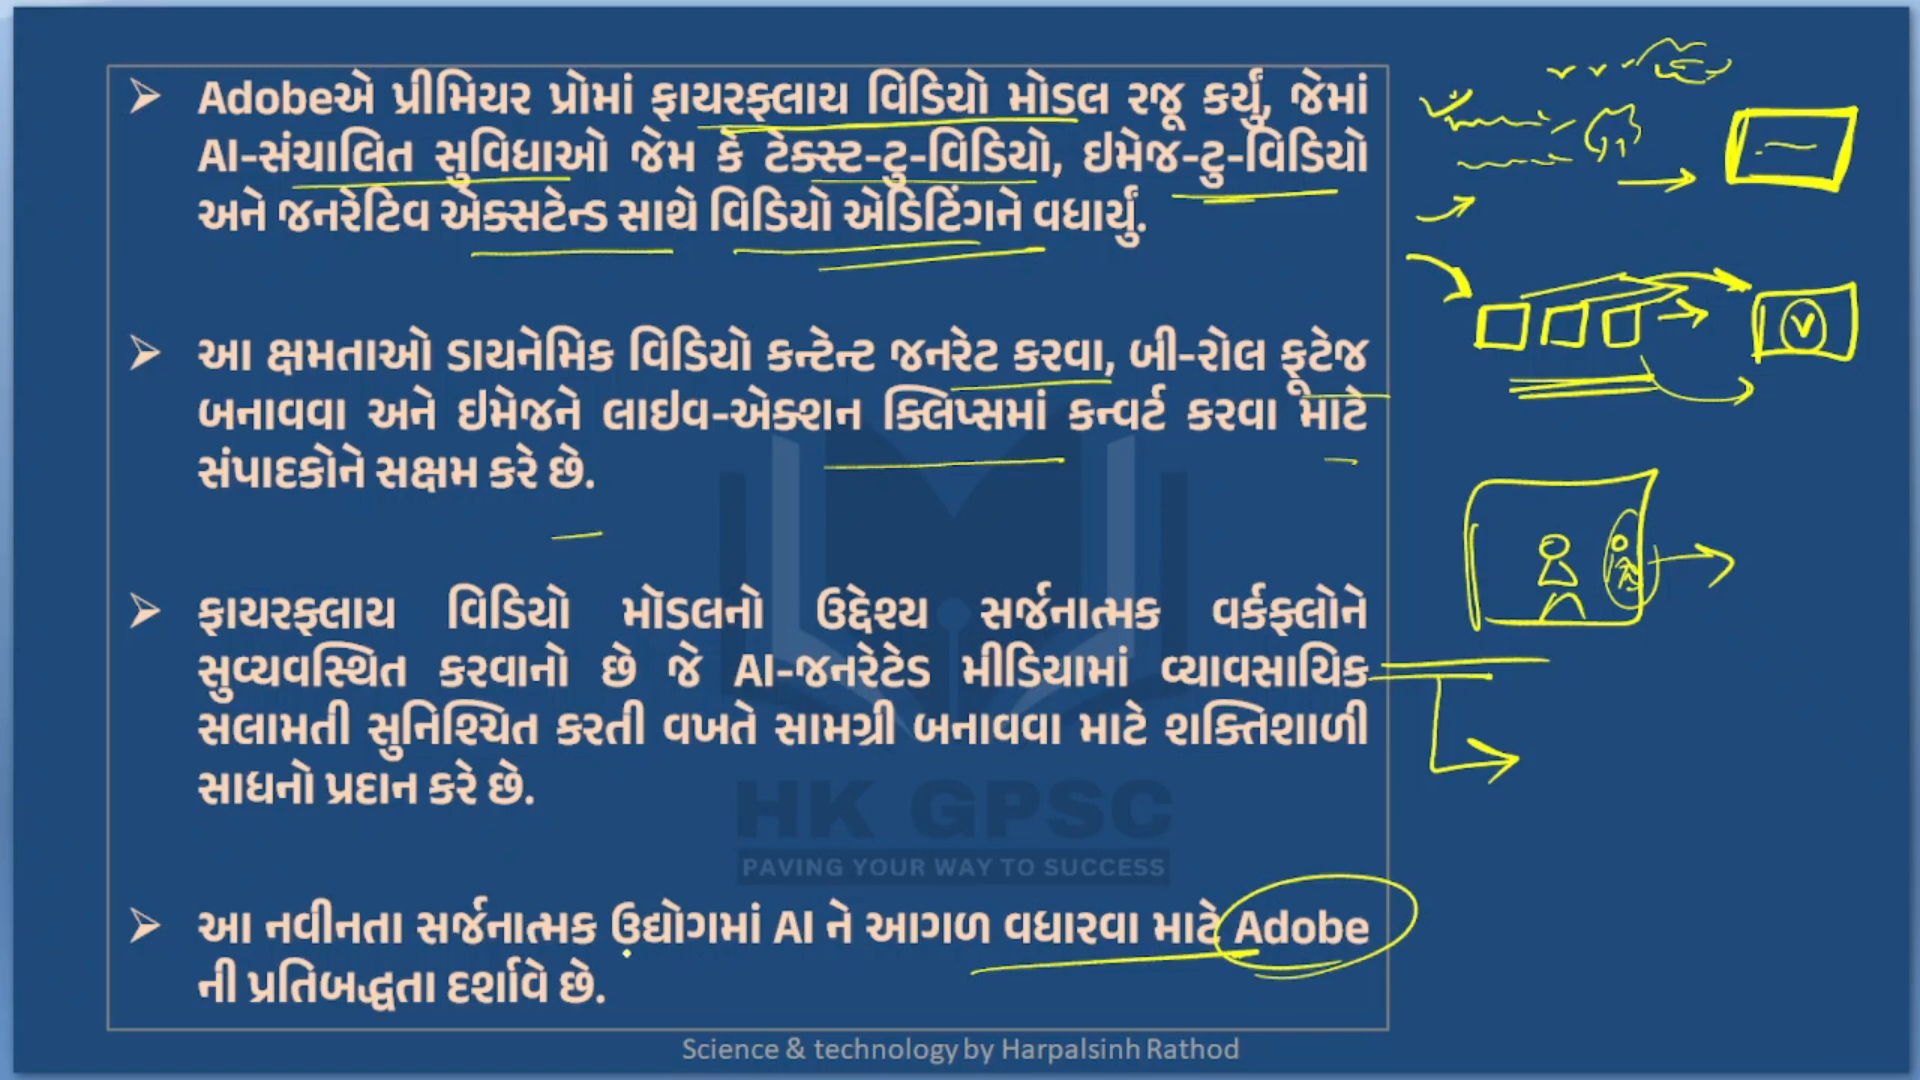 ➢ Adobeએ પ્રીમિયર પ્રોમાં ફાયરફ્લાય વિડિયો મોડલ રજૂ કર્યું, જેમાં
AI-સંચાલિત સુવિધાઓ જેમ કે ટેક્સ્ટ-ટુ-વિડિયો, ઇમેજ-ટુ-વિડિયો
અને જનરેટિવ એક્સટેન્ડ સાથે વિડિયો એડિટિંગને વધાર્યું.
➢ આ ક્ષમતાઓ ડાયનેમિક વિડિયો કન્ટેન્ટ જનરેટ કરવા, બી-રોલ ફૂટેજ
બનાવવા અને ઇમેજને લાઇવ-એક્શન ક્લિપ્સમાં કન્વર્ટ કરવા માટે
સંપાદકોને સક્ષમ કરે છે.
➢ ફાયરફ્લાય વિડિયો મૉડલનો ઉદ્દેશ્ય સર્જનાત્મક વર્કફ્લોને
સુવ્યવસ્થિત કરવાનો છે જે AI-જનરેટેડ મીડિયામાં વ્યાવસાયિક
સલામતી સુનિશ્ચિત કરતી વખતે સામગ્રી બનાવવા માટે શક્તિશાળી
સાધનો પ્રદાન કરે છે.
➢ આ નવીનતા સર્જનાત્મક ઉદ્યોગમાં AI ને આગળ વધારવા માટે Adobe
ની પ્રતિબદ્ધતા દર્શાવે છે.
HK GPSC
PAVING YOUR WAY TO SUCCESS
Science & technology by Harpalsinh Rathod